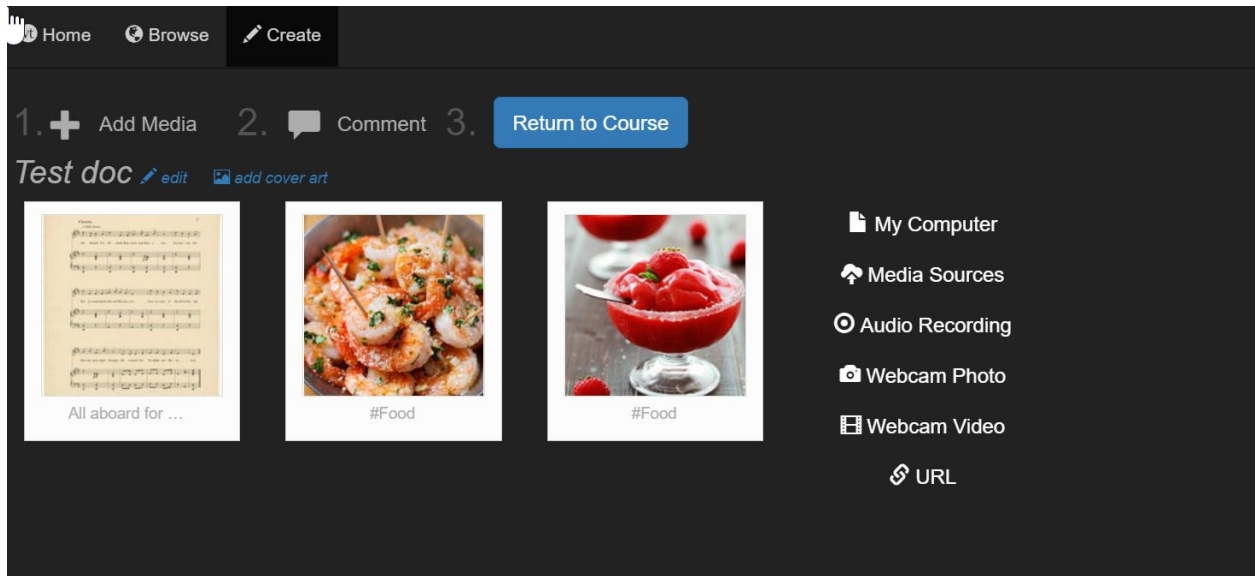 Home Browse Create
1. Add Media 2. Comment 3. Return to Course
Test doc edit add cover art
All aboard for …
#Food
#Food
My Computer
Media Sources
Audio Recording
Webcam Photo
Webcam Video
URL